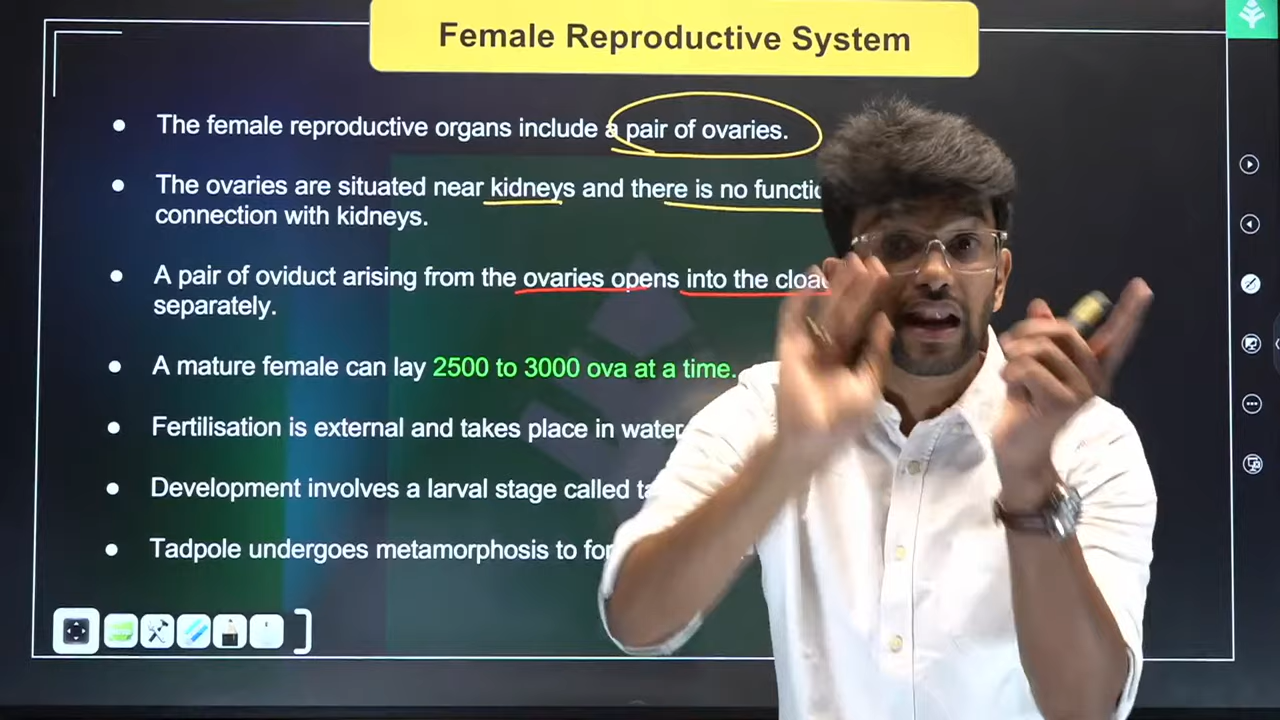 Female Reproductive System
The female reproductive organs include a pair of ovaries.
The ovaries are situated near kidneys and there is no
connection with kidneys.
A pair of oviduct arising from the ovaries opens into the
separately.
A mature female can lay 2500 to 3000 ova at a time.
Fertilisation is external and takes place in water
Development involves a larval stage called
Tadpole undergoes metamorphosis to